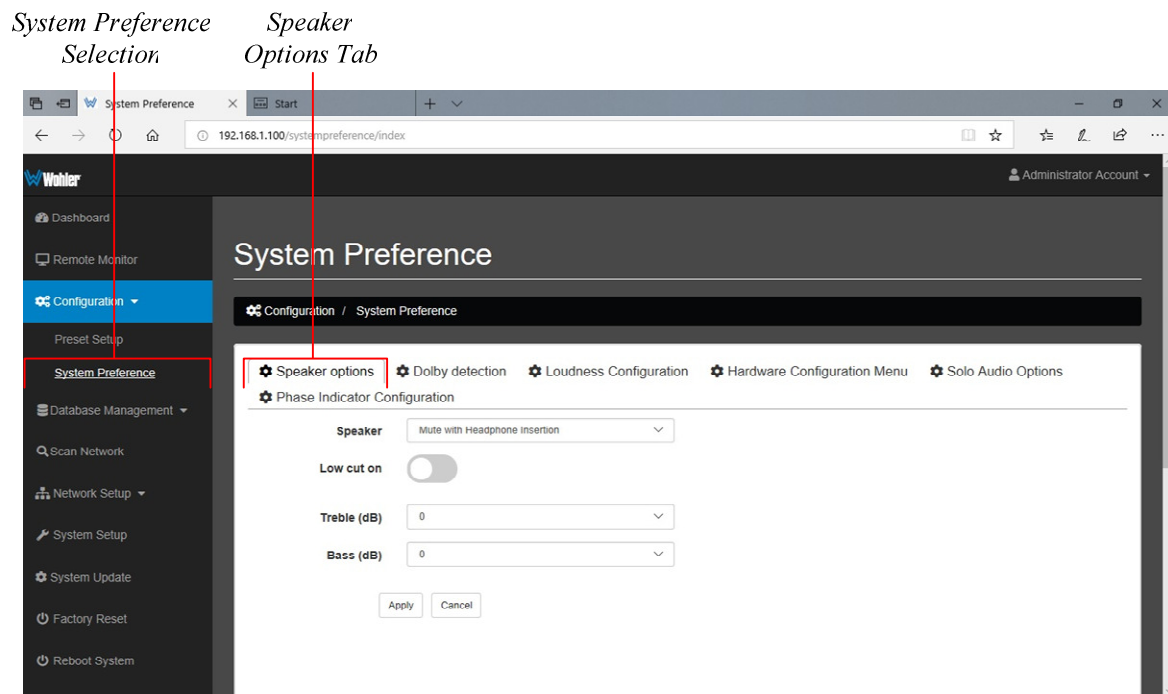 System Preference
Selection
Speaker
Options Tab
System Preference
Start
192.168.1.100/systempreference/index
Wohler
Administrator Account
Dashboard
Remote Monitor
Configuration
Preset Setup
System Preference
Database Management
Scan Network
Network Setup
System Setup
System Update
Factory Reset
Reboot System
System Preference
Configuration / System Preference
Speaker options Dolby detection Loudness Configuration Hardware Configuration Menu Solo Audio Options
Phase Indicator Configuration
Speaker Mute with Headphone Insertion
Low cut on
Treble (dB) 0
Bass (dB) 0
Apply Cancel